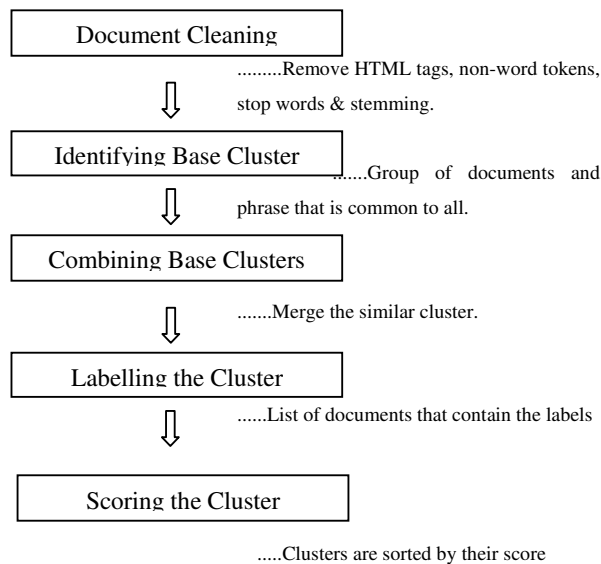 Document Cleaning
.........Remove HTML tags, non-word tokens,
stop words & stemming.
Identifying Base Cluster
.......Group of documents and
phrase that is common to all.
Combining Base Clusters
.......Merge the similar cluster.
Labelling the Cluster
......List of documents that contain the labels
Scoring the Cluster
.....Clusters are sorted by their score